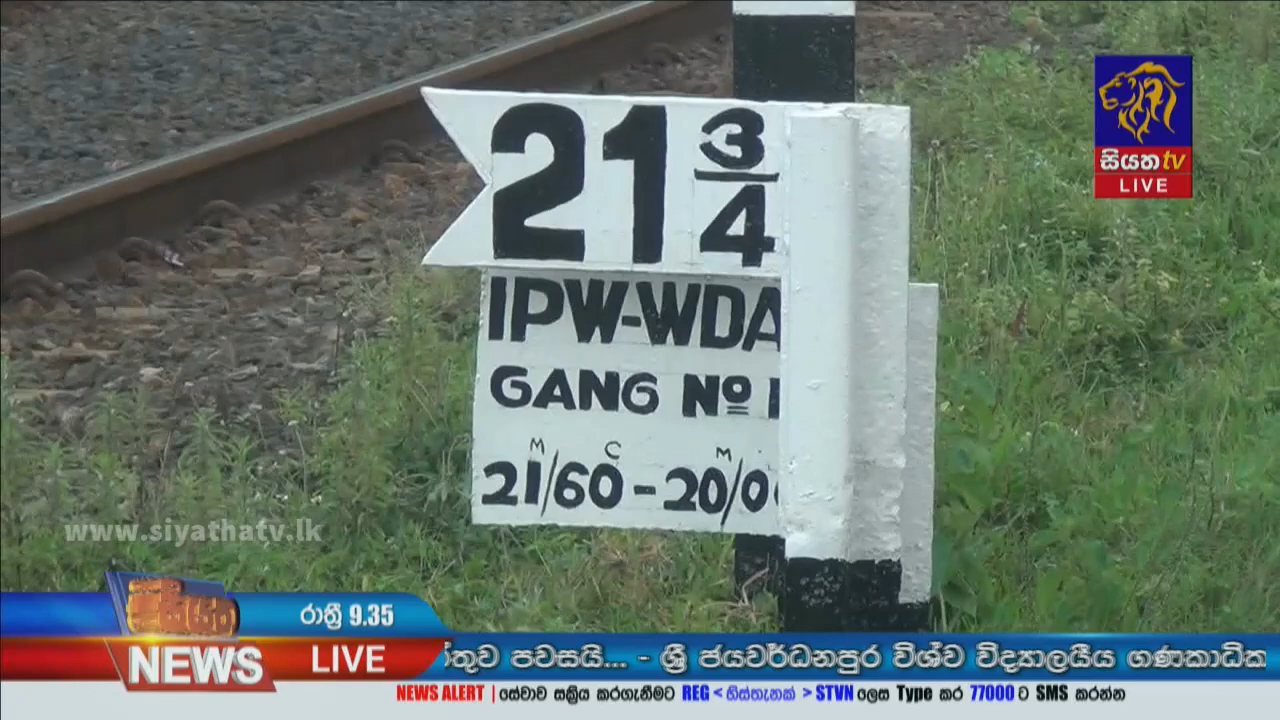 21 3/4
IPW-WDA
GANG Nº
M C M
21/60-20/0
සියත tv
LIVE
www.siyathatv.lk
රාත්‍රී 9.35
NEWS
LIVE
පවසයි... - ශ්‍රී ජයවර්ධනපුර විශ්ව විද්‍යාලයීය ගණකාධික
NEWS ALERT | සේවාව සක්‍රිය කරගැනීමට REG < හිස්තැනක් > STVN ලෙස Type කර 77000 ට SMS කරන්න